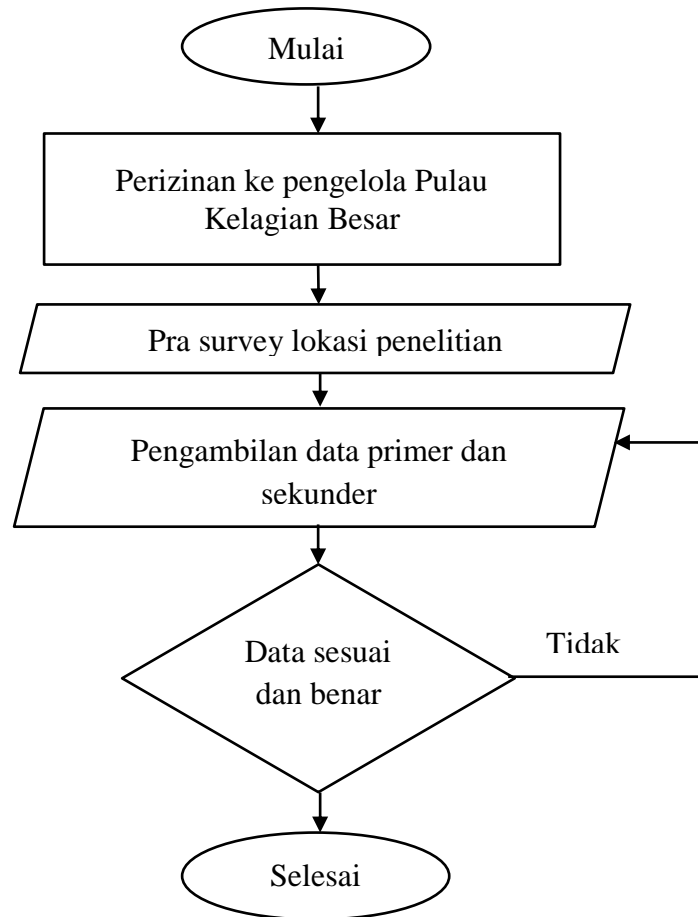 Mulai
Perizinan ke pengelola Pulau
Kelagian Besar
Pra survey lokasi penelitian
Pengambilan data primer dan
sekunder
Data sesuai
dan benar
Tidak
Selesai